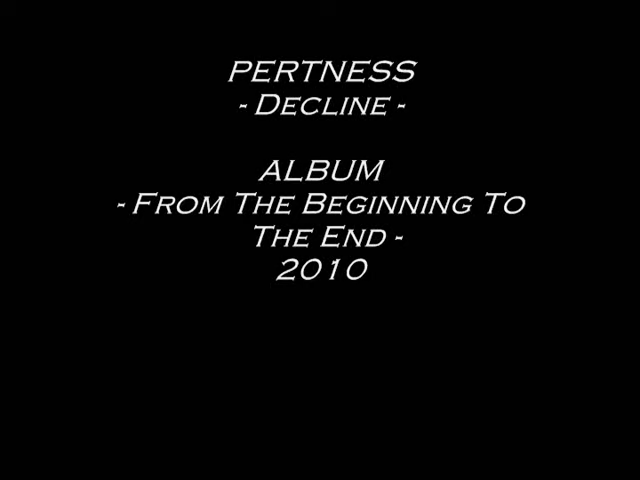 PERTNESS
- Decline -
ALBUM
- From The Beginning To
The End -
2010